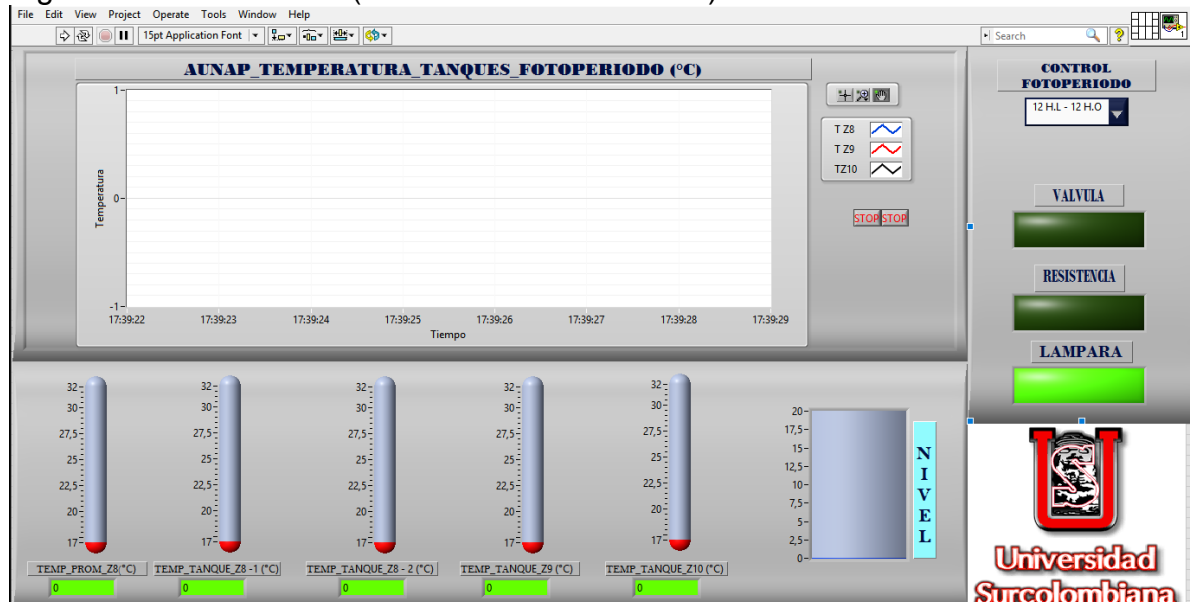 File Edit View Project Operate Tools Window Help
15pt Application Font
Search
1
AUNAP_TEMPERATURA_TANQUES_FOTOPERIODO (°C)
1
0
-1
Temperatura
17:39:22 17:39:23 17:39:24 17:39:25 17:39:26 17:39:27 17:39:28 17:39:29
Tiempo
T Z8
T Z9
TZ10
STOP STOP
CONTROL
FOTOPERIODO
12 H.L - 12 H.O
VALVULA
RESISTENCIA
LAMPARA
32 30 27,5 25 22,5 20 17
TEMP_PROM_Z8(°C)
0
32 30 27,5 25 22,5 20 17
TEMP_TANQUE_Z8 -1 (°C)
0
32 30 27,5 25 22,5 20 17
TEMP_TANQUE_Z8 - 2 (°C)
0
32 30 27,5 25 22,5 20 17
TEMP_TANQUE_Z9 (°C)
0
32 30 27,5 25 22,5 20 17
TEMP_TANQUE_Z10 (°C)
0
20
17,5
15
12,5
10
7,5
5
2,5
0
NIVEL
Universidad
Surcolombiana